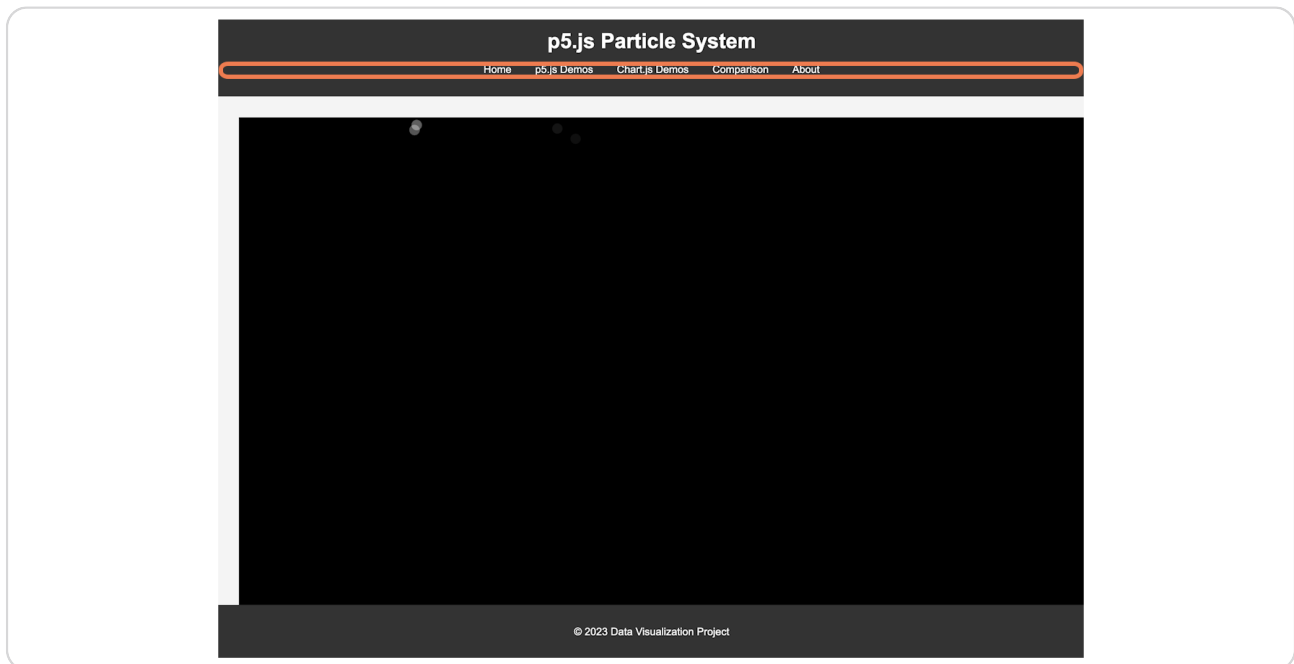 p5.js Particle System
Home p5.js Demos Chart.js Demos Comparison About
© 2023 Data Visualization Project